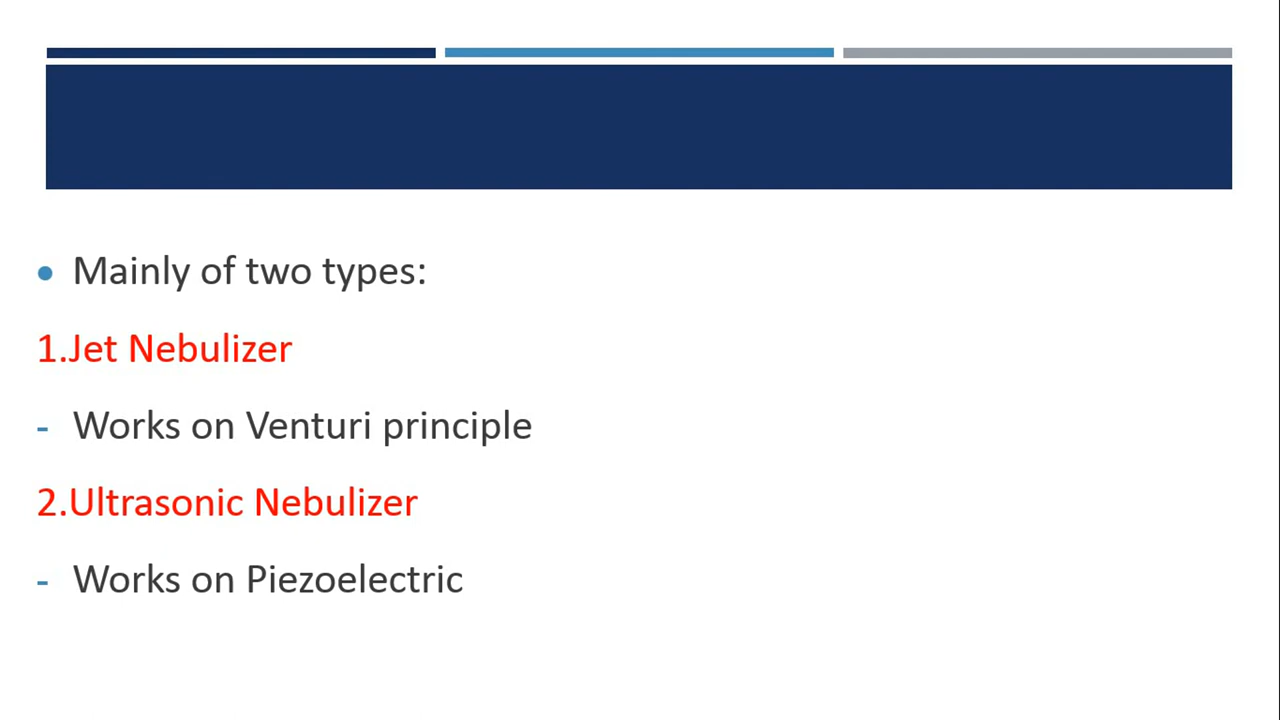 • Mainly of two types:
1.Jet Nebulizer
- Works on Venturi principle
2.Ultrasonic Nebulizer
- Works on Piezoelectric